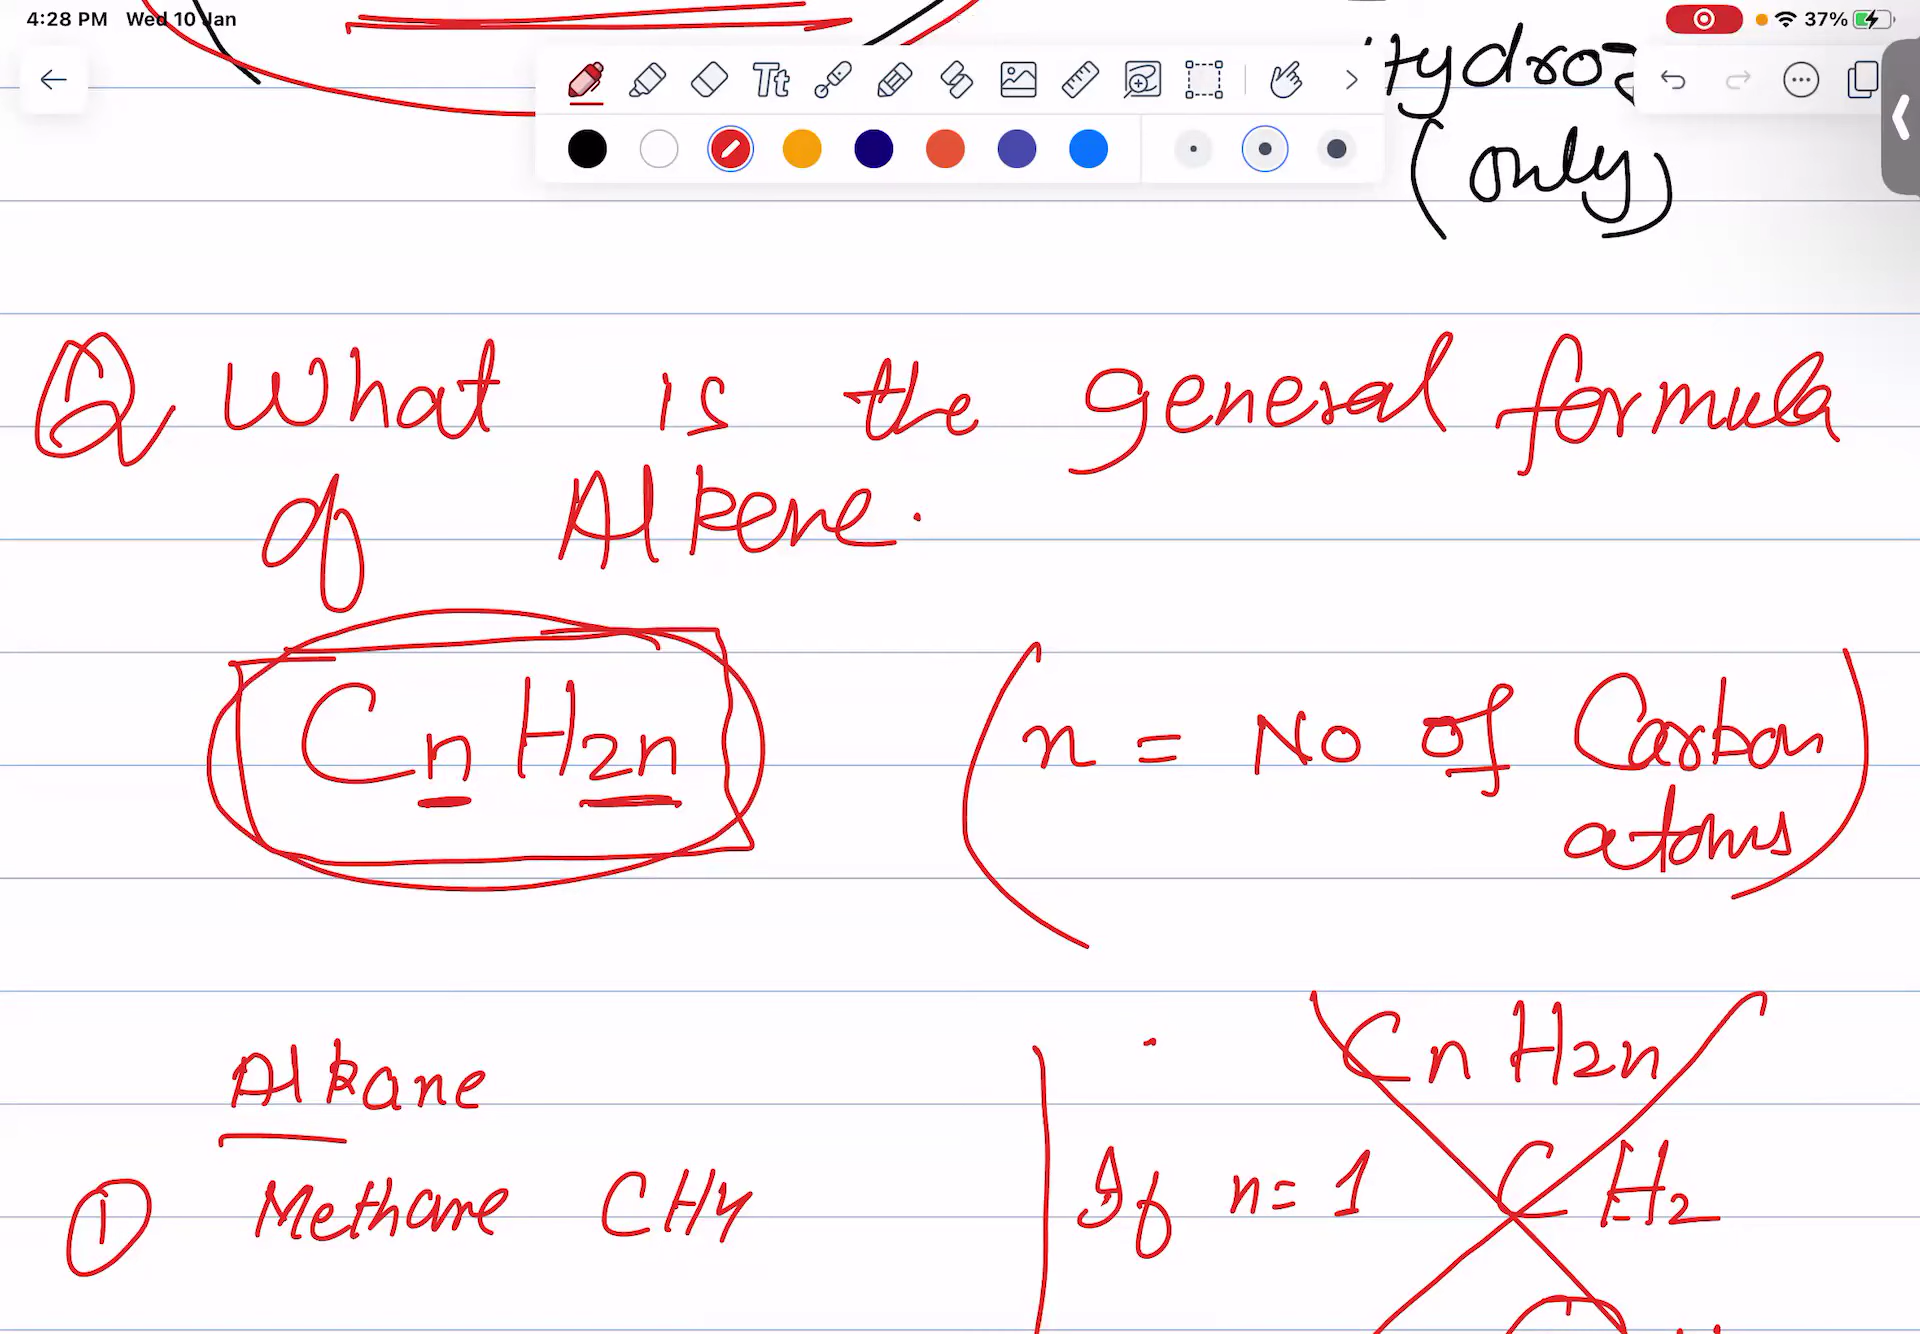 4:28 PM Wed 10 Jan
37%
Tt
Hydro
(only)
Q What is the general formula
of Alkene.
CnH2n (n = No of Carbon
atoms)
Alkane
CnH2n
① Methane CH4
If n=1 CH2